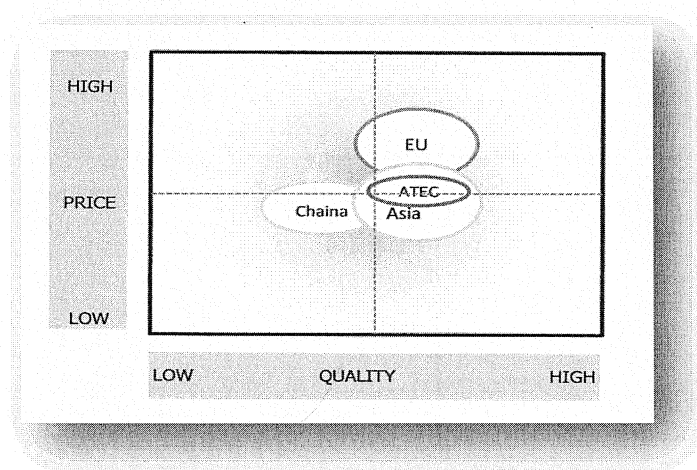 HIGH
EU
PRICE
ATEC
Chaina
Asia
LOW
LOW QUALITY HIGH